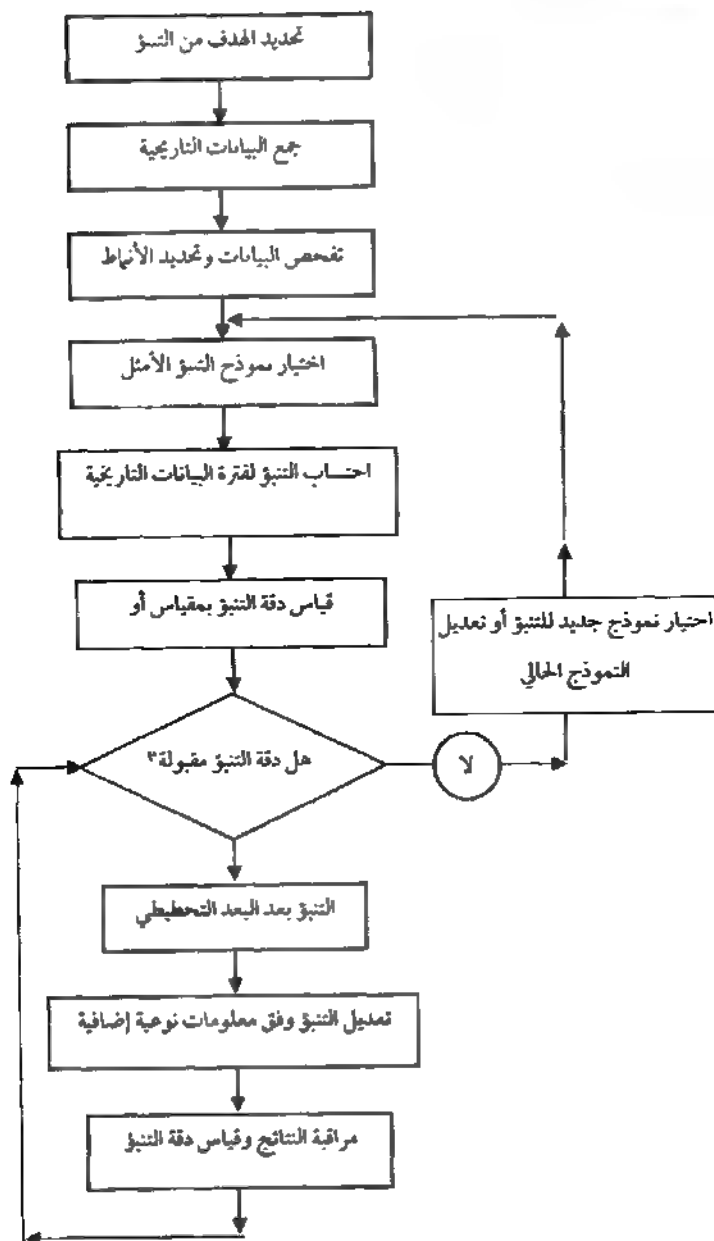 تحديد الهدف من التنبؤ
جمع البيانات التاريخية
تفحص البيانات وتحديد الأنماط
اختيار نموذج التنبؤ الأمثل
احتساب التنبؤ لفترة البيانات التاريخية
قياس دقة التنبؤ بمقياس أو
اختيار نموذج جديد للتنبؤ أو تعديل
النموذج الحالي
هل دقة التنبؤ مقبولة؟
لا
التنبؤ بعد البعد التخطيطي
تعديل التنبؤ وفق معلومات نوعية إضافية
مراقبة النتائج وقياس دقة التنبؤ